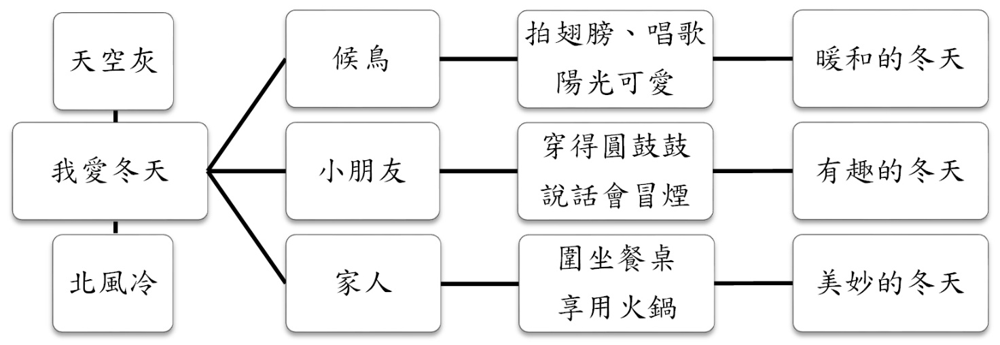 天空灰
我愛冬天
北風冷
候鳥
拍翅膀、唱歌
陽光可愛
暖和的冬天
小朋友
穿得圓鼓鼓
說話會冒煙
有趣的冬天
家人
圍坐餐桌
享用火鍋
美妙的冬天